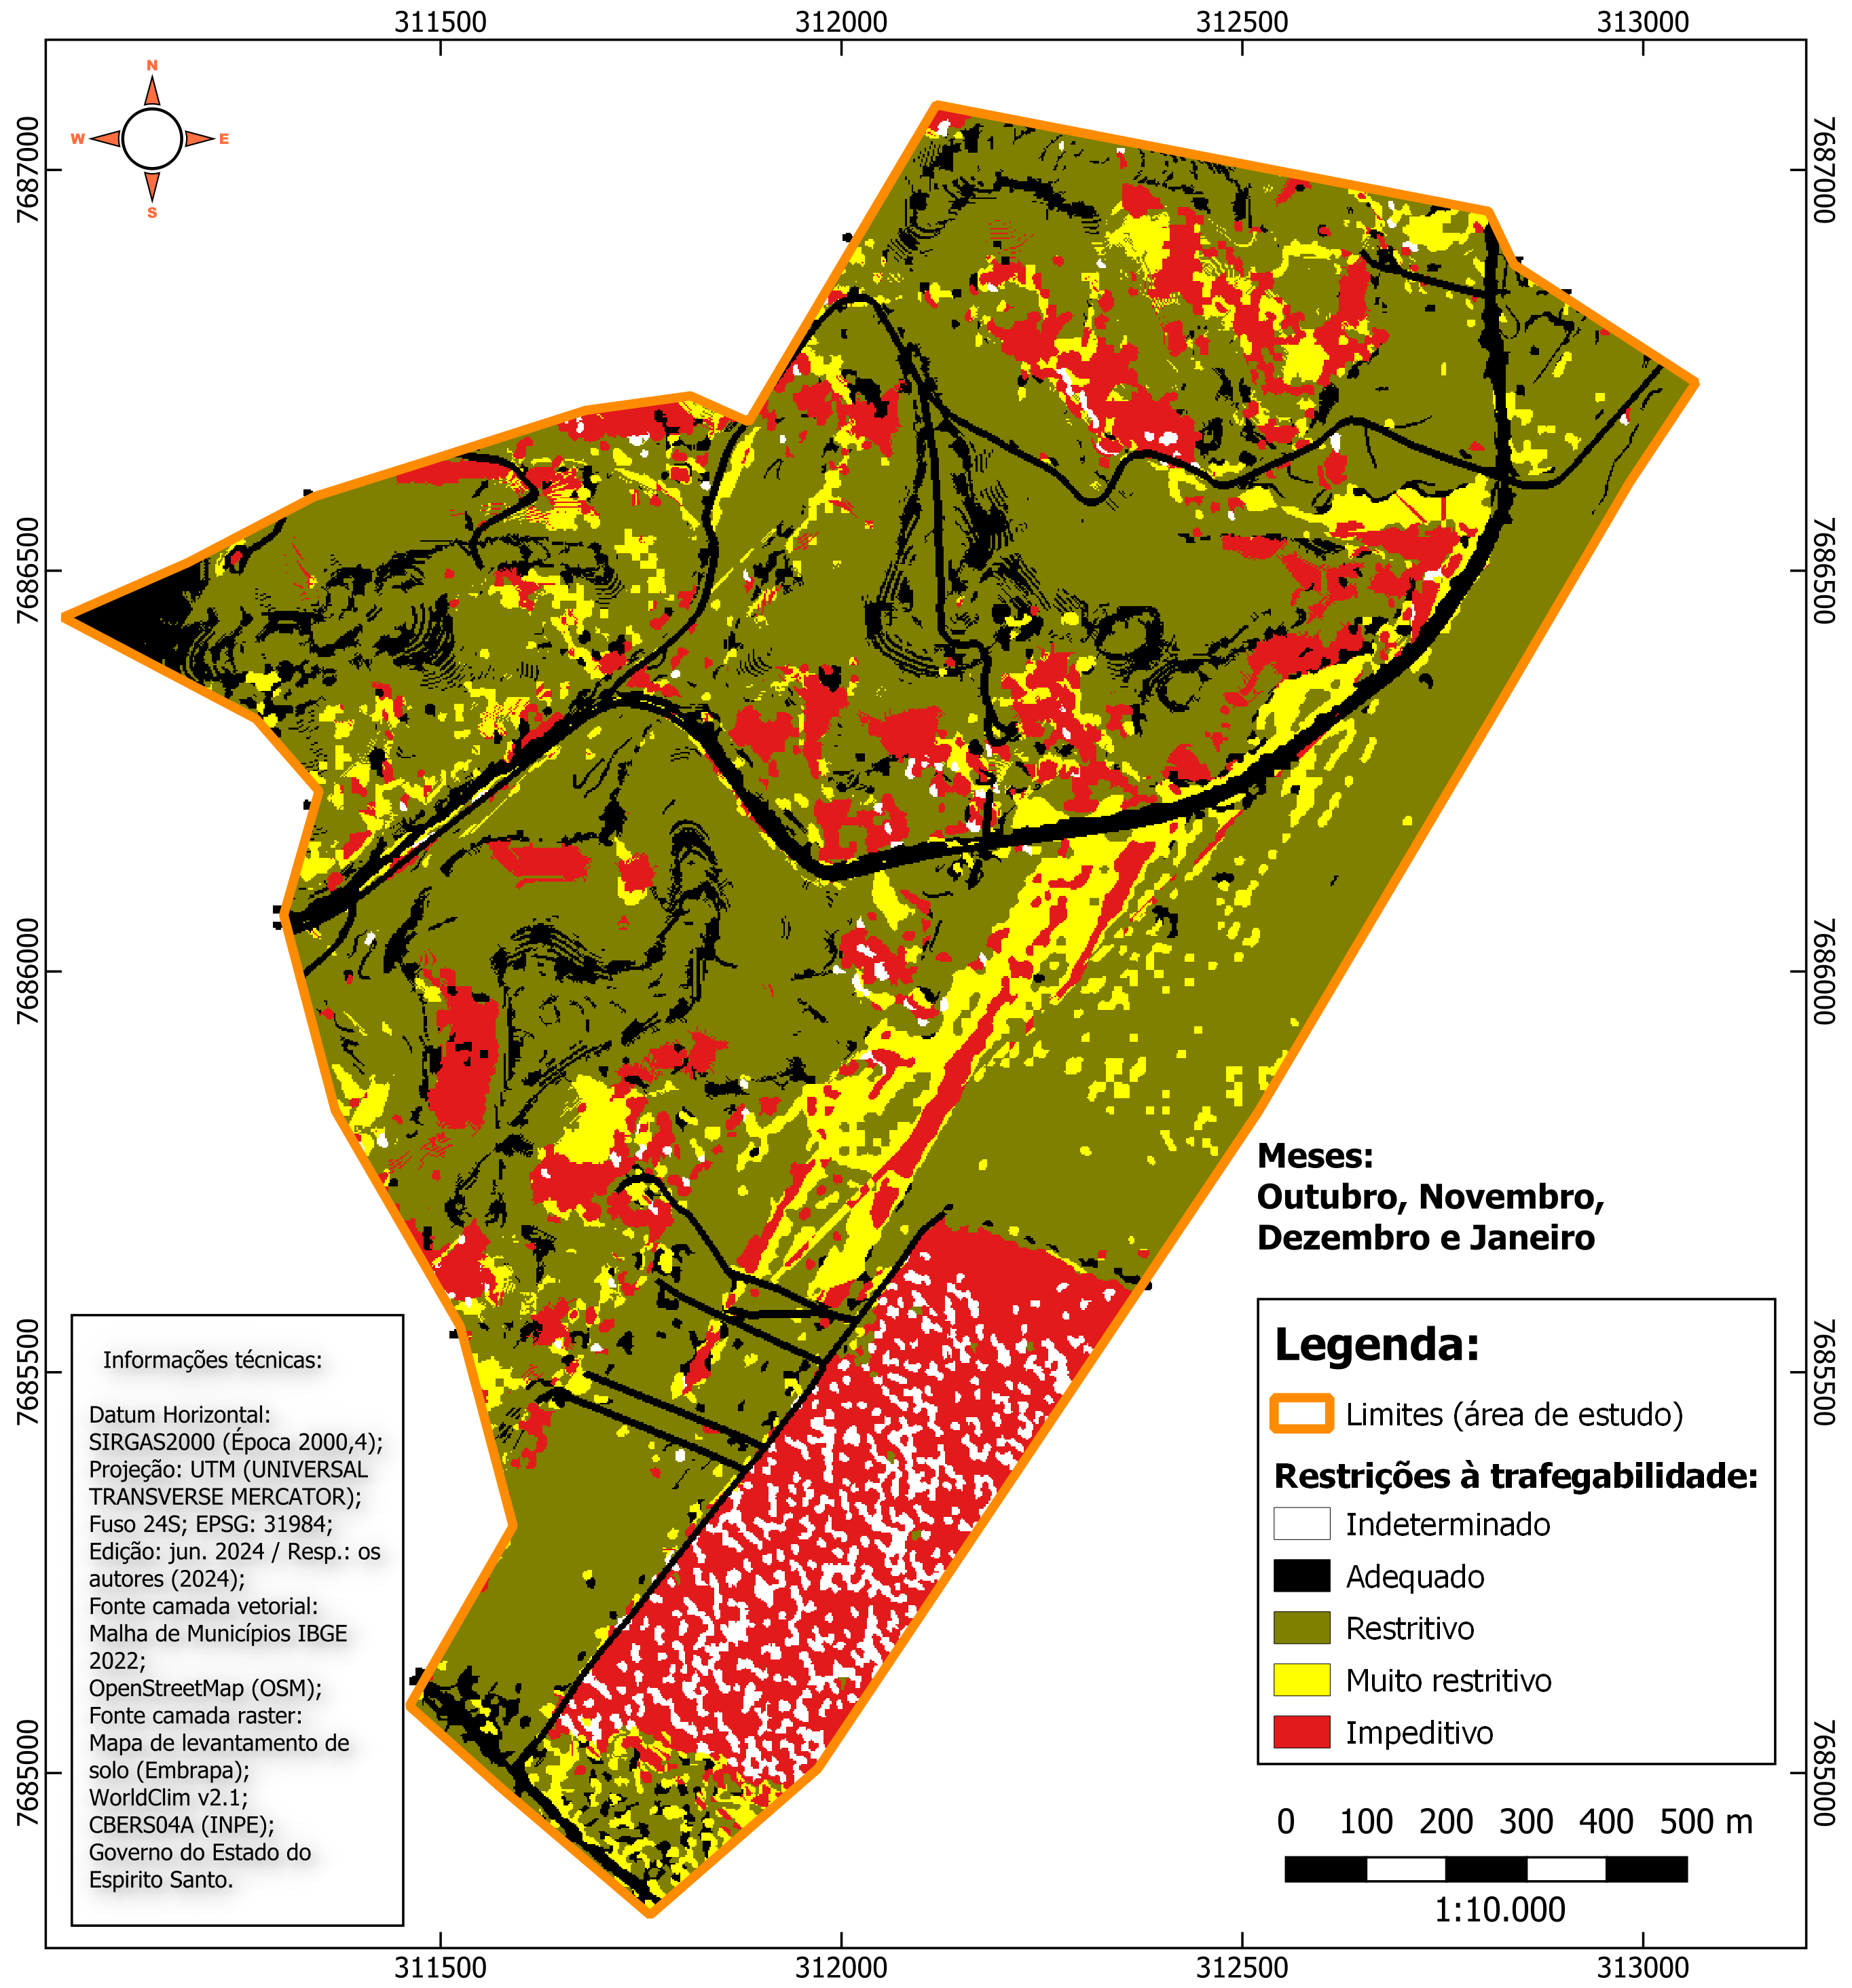 311500 312000 312500 313000
N
W E
S
7687000
7687000
7686500
7686500
7686000
7686000
7685500
7685500
7685000
7685000
Meses:
Outubro, Novembro,
Dezembro e Janeiro
Informações técnicas:
Datum Horizontal:
SIRGAS2000 (Época 2000,4);
Projeção: UTM (UNIVERSAL
TRANSVERSE MERCATOR);
Fuso 24S; EPSG: 31984;
Edição: jun. 2024 / Resp.: os
autores (2024);
Fonte camada vetorial:
Malha de Municípios IBGE
2022;
OpenStreetMap (OSM);
Fonte camada raster:
Mapa de levantamento de
solo (Embrapa);
WorldClim v2.1;
CBERS04A (INPE);
Governo do Estado do
Espirito Santo.
Legenda:
Limites (área de estudo)
Restrições à trafegabilidade:
Indeterminado
Adequado
Restritivo
Muito restritivo
Impeditivo
0 100 200 300 400 500 m
1:10.000
311500 312000 312500 313000